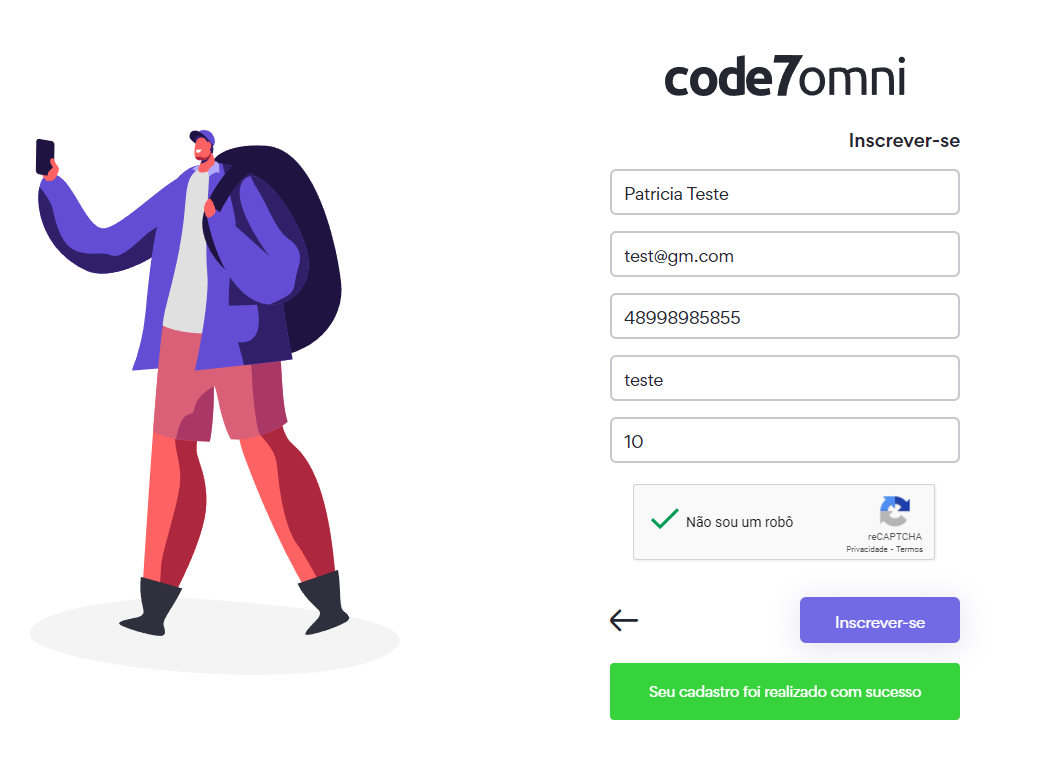 code7omni
Inscrever-se
Patricia Teste
test@gm.com
48998985855
teste
10
Não sou um robô
reCAPTCHA
Privacidade - Termos
Inscrever-se
Seu cadastro foi realizado com sucesso